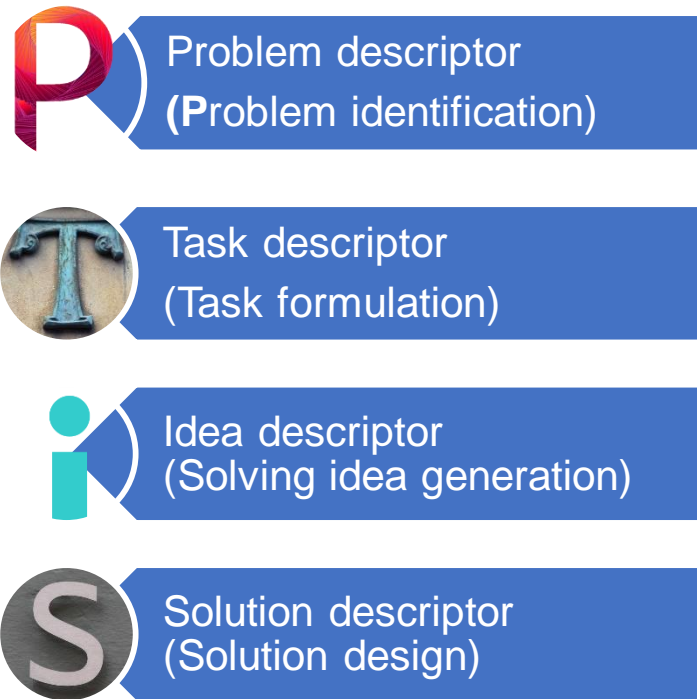 P
Problem descriptor
(Problem identification)
T
Task descriptor
(Task formulation)
i
Idea descriptor
(Solving idea generation)
S
Solution descriptor
(Solution design)